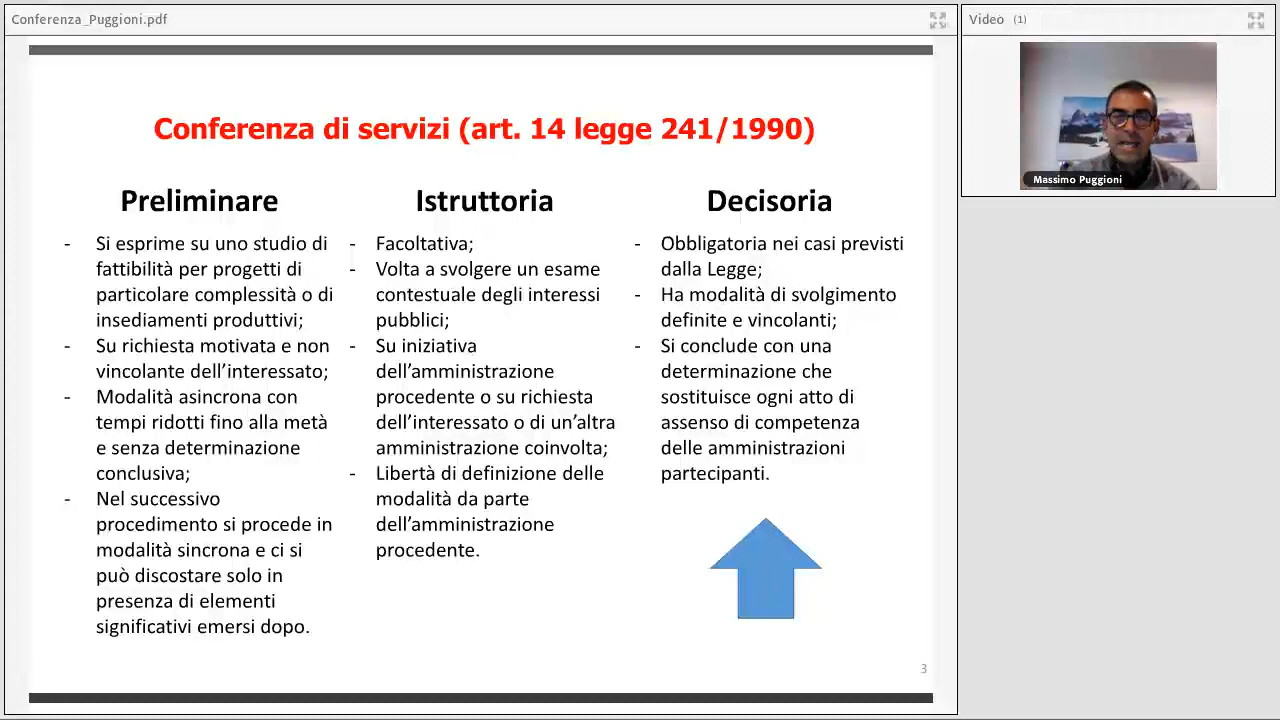 Conferenza_Puggioni.pdf
Video (1)
Massimo Puggioni
Conferenza di servizi (art. 14 legge 241/1990)
Preliminare
- Si esprime su uno studio di
fattibilità per progetti di
particolare complessità o di
insediamenti produttivi;
- Su richiesta motivata e non
vincolante dell’interessato;
- Modalità asincrona con
tempi ridotti fino alla metà
e senza determinazione
conclusiva;
- Nel successivo
procedimento si procede in
modalità sincrona e ci si
può discostare solo in
presenza di elementi
significativi emersi dopo.
Istruttoria
- Facoltativa;
- Volta a svolgere un esame
contestuale degli interessi
pubblici;
- Su iniziativa
dell’amministrazione
procedente o su richiesta
dell’interessato o di un’altra
amministrazione coinvolta;
- Libertà di definizione delle
modalità da parte
dell’amministrazione
procedente.
Decisoria
- Obbligatoria nei casi previsti
dalla Legge;
- Ha modalità di svolgimento
definite e vincolanti;
- Si conclude con una
determinazione che
sostituisce ogni atto di
assenso di competenza
delle amministrazioni
partecipanti.
3